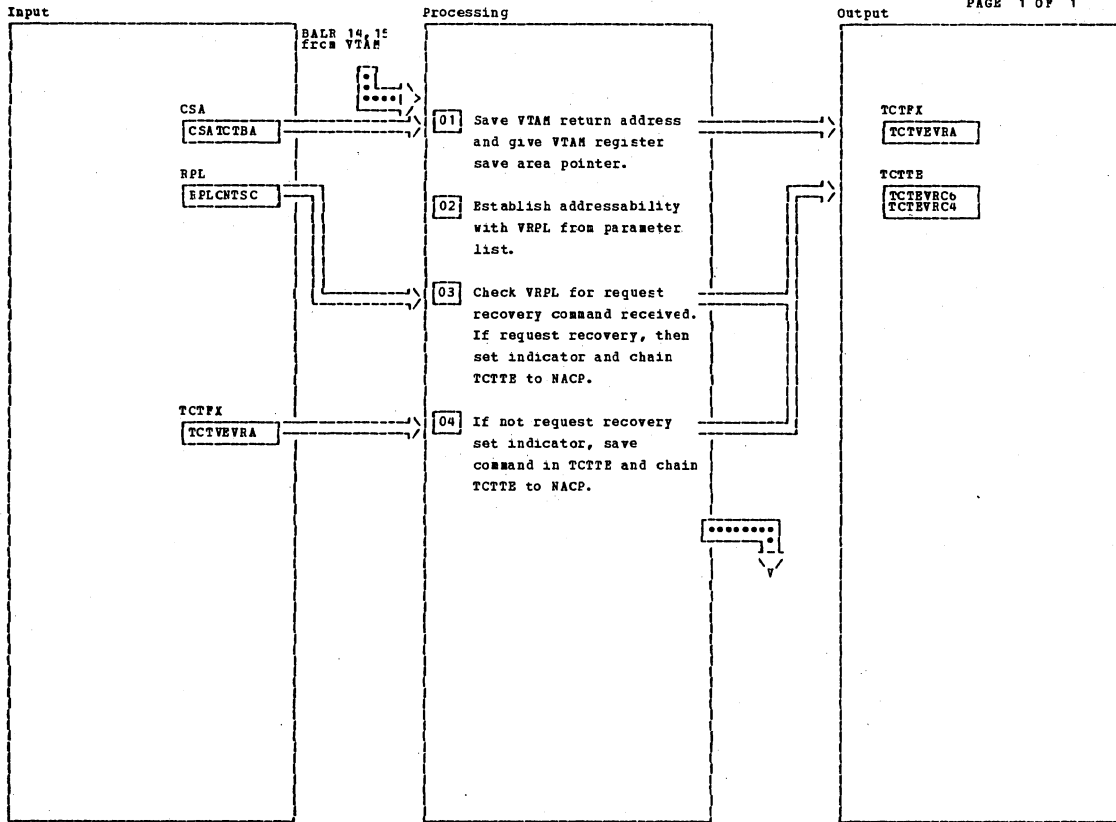 PAGE 1 OF 1
Input
Processing
Output
BALR 14,15
from VTAM
CSA
CSATCTBA
01 Save VTAM return address
and give VTAM register
save area pointer.
TCTFX
TCTVEVRA
RPL
RPLCNTSC
02 Establish addressability
with VRPL from parameter
list.
TCTTE
TCTEVRC6
TCTEVRC4
03 Check VRPL for request
recovery command received.
If request recovery, then
set indicator and chain
TCTTE to NACP.
TCTFX
TCTVEVRA
04 If not request recovery
set indicator, save
command in TCTTE and chain
TCTTE to NACP.